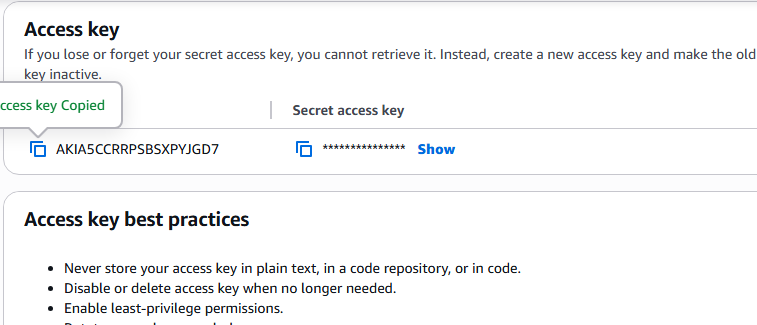 Access key
If you lose or forget your secret access key, you cannot retrieve it. Instead, create a new access key and make the old
key inactive.
ccess key Copied
Secret access key
AKIA5CCRRPSBSXPYJGD7 *************** Show
Access key best practices
• Never store your access key in plain text, in a code repository, or in code.
• Disable or delete access key when no longer needed.
• Enable least-privilege permissions.